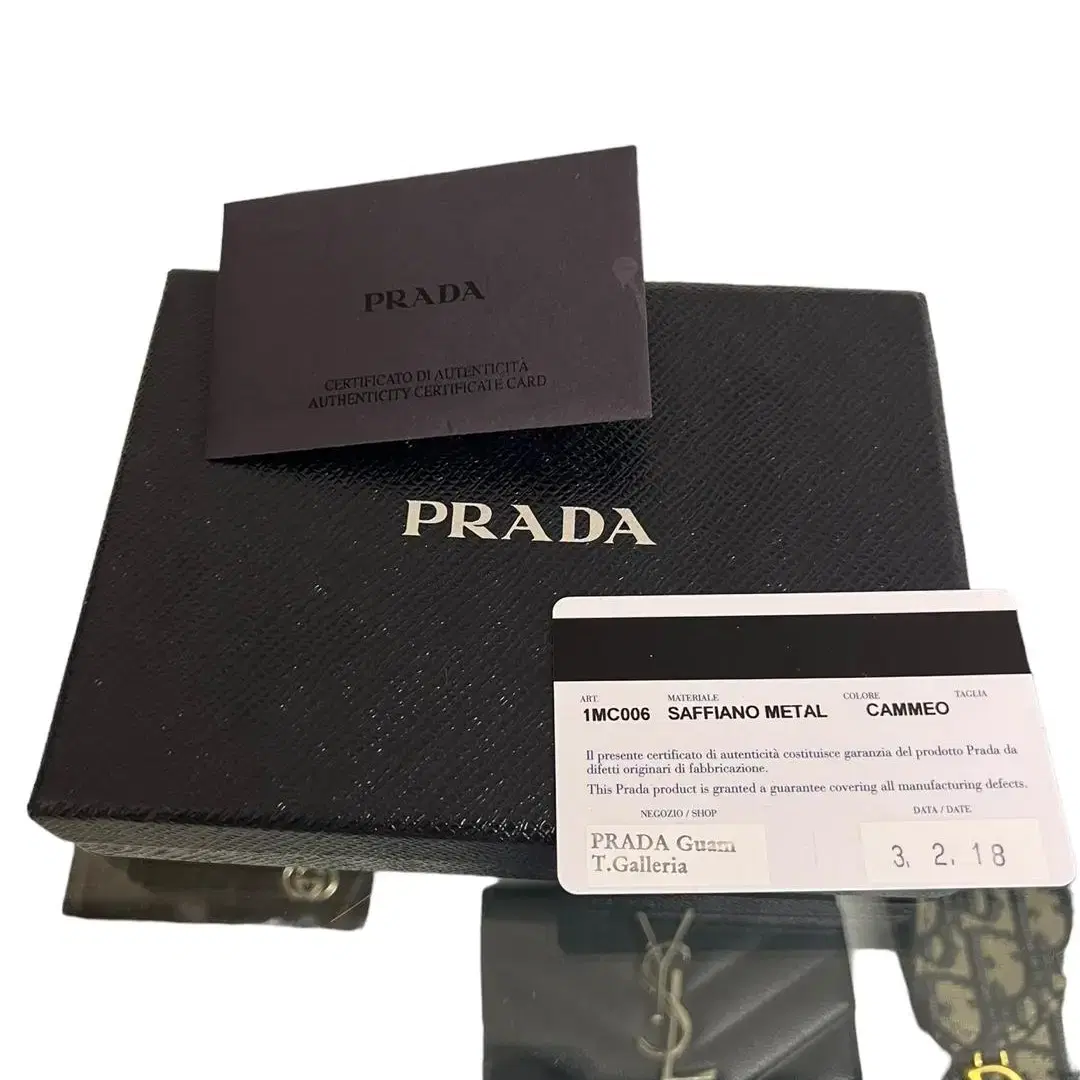 PRADA
CERTIFICATO DI AUTENTICITÀ
AUTHENTICITY CERTIFICATE CARD
PRADA
ART. MATERIALE COLORE TAGLIA
1MC006 SAFFIANO METAL CAMMEO
Il presente certificato di autenticità costituisce garanzia del prodotto Prada da
difetti originari di fabbricazione.
This Prada product is granted a guarantee covering all manufacturing defects.
NEGOZIO / SHOP DATA / DATE
PRADA Guam
T.Galleria
3. 2. 18
YSL